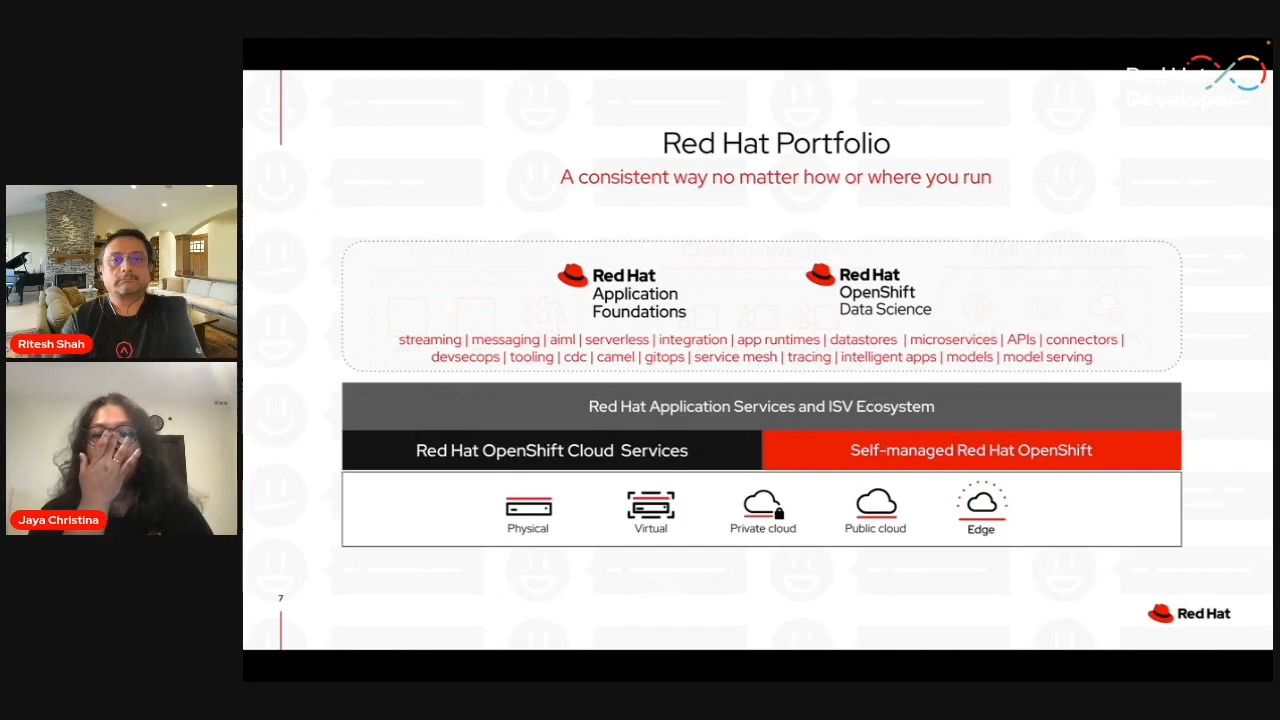 Red Hat
Developer
Red Hat Portfolio
A consistent way no matter how or where you run
Red Hat
Application
Foundations
Red Hat
OpenShift
Data Science
streaming | messaging | aiml | serverless | integration | app runtimes | datastores | microservices | APIs | connectors |
devsecops | tooling | cdc | camel | gitops | service mesh | tracing | intelligent apps | models | model serving
Red Hat Application Services and ISV Ecosystem
Red Hat OpenShift Cloud Services
Self-managed Red Hat OpenShift
Physical
Virtual
Private cloud
Public cloud
Edge
7
Red Hat
Ritesh Shah
Jaya Christina